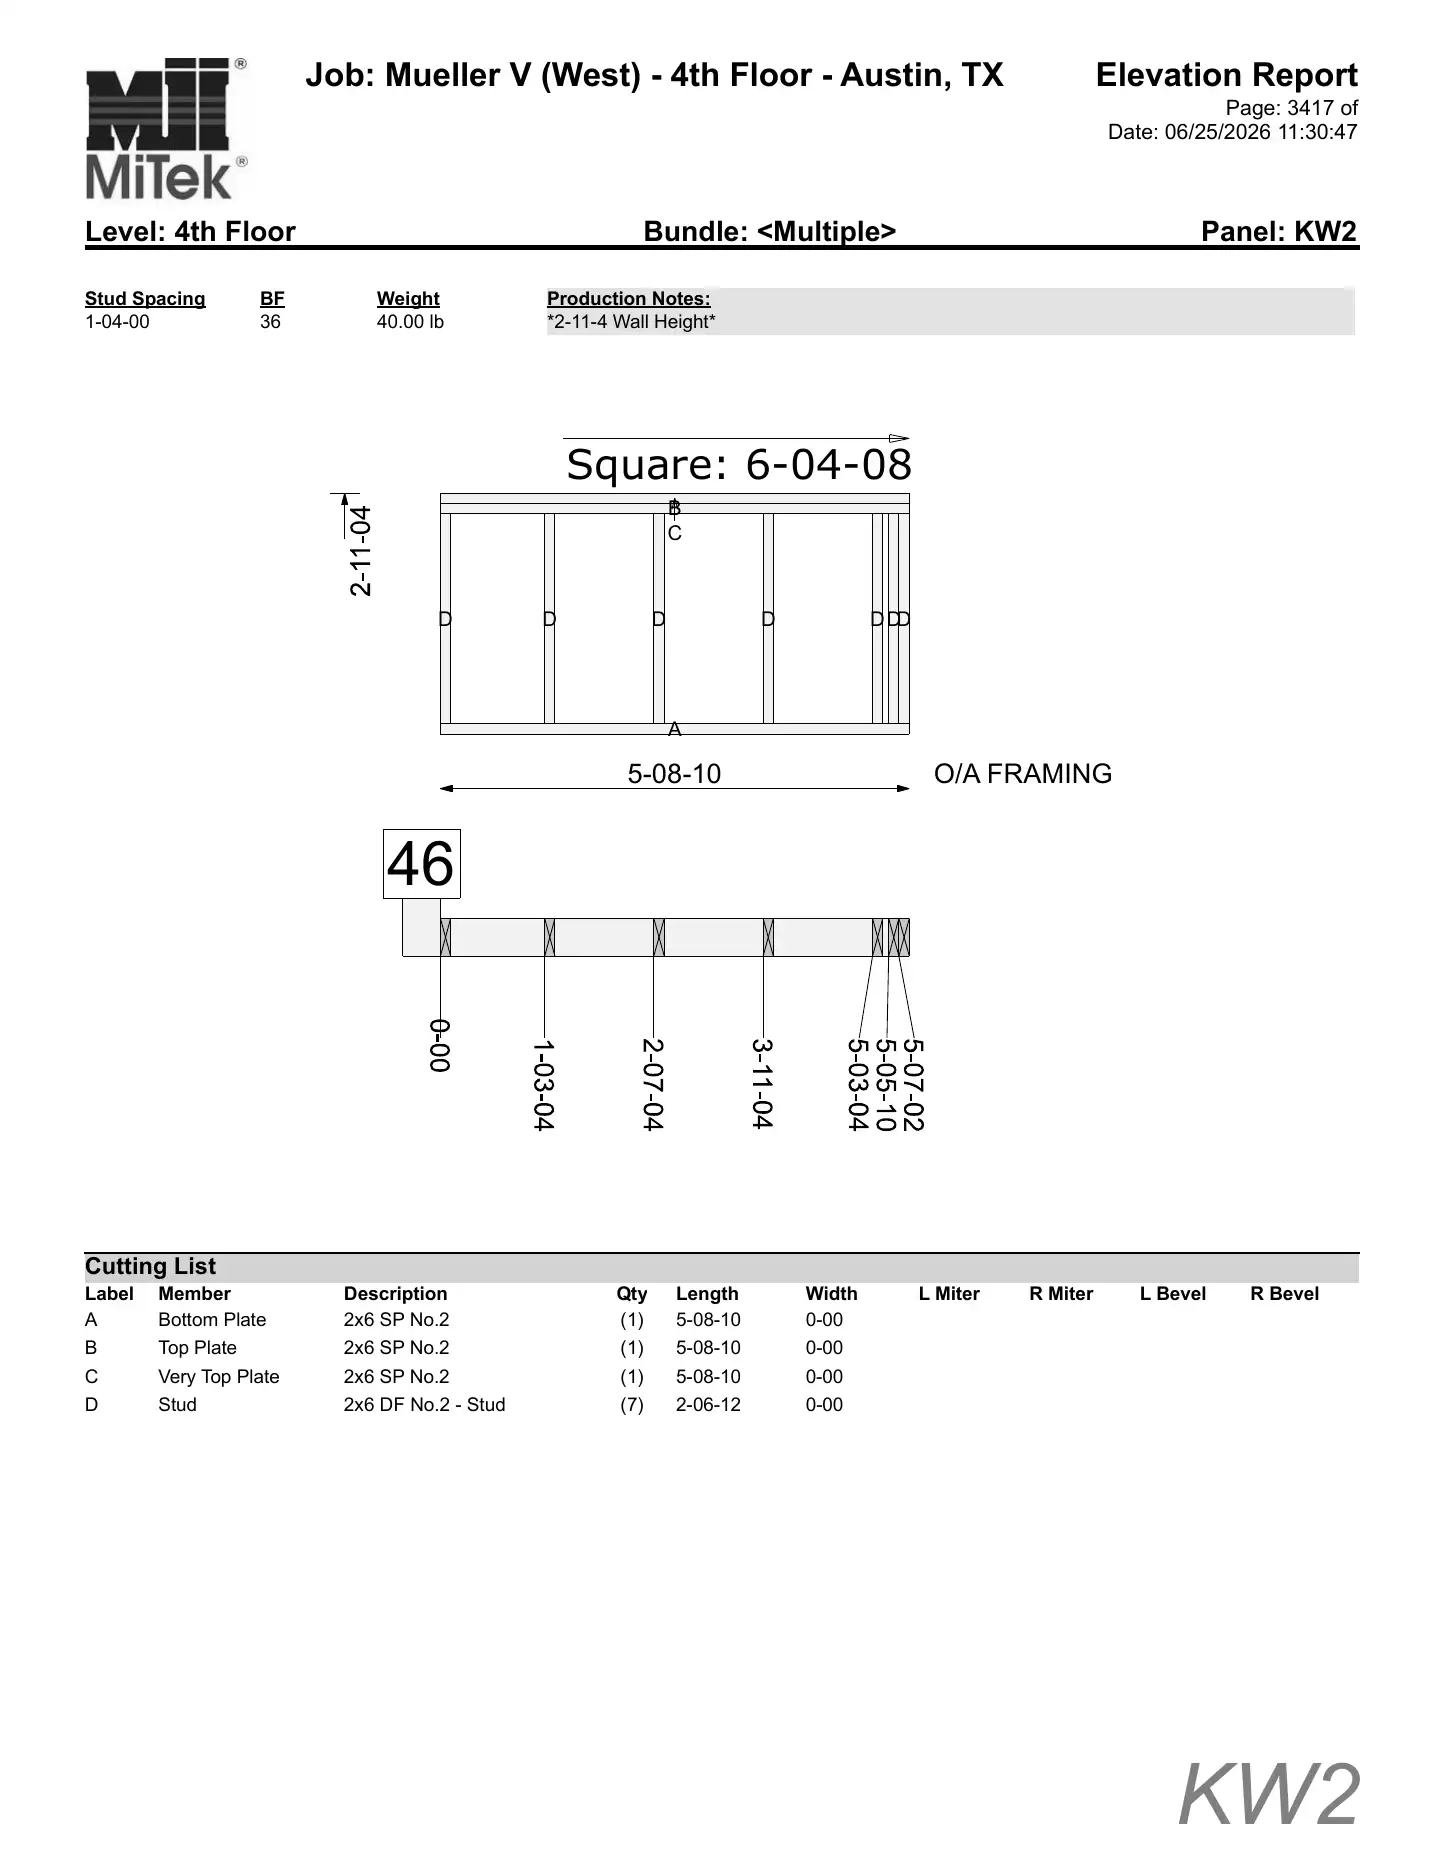 Job: Mueller V (West) - 4th Floor - Austin, TX
Elevation Report
Page: 3417 of
Date: 06/25/2026 11:30:47
MiTek®
Level: 4th Floor Bundle: <Multiple> Panel: KW2
Stud Spacing BF Weight Production Notes:
1-04-00 36 40.00 lb *2-11-4 Wall Height*
Square: 6-04-08
2-11-04
B
C
D D D D D D D
A
5-08-10 O/A FRAMING
46
0-00 1-03-04 2-07-04 3-11-04 5-03-04 5-05-10 5-07-02
Cutting List
Label Member Description Qty Length Width L Miter R Miter L Bevel R Bevel
A Bottom Plate 2x6 SP No.2 (1) 5-08-10 0-00
B Top Plate 2x6 SP No.2 (1) 5-08-10 0-00
C Very Top Plate 2x6 SP No.2 (1) 5-08-10 0-00
D Stud 2x6 DF No.2 - Stud (7) 2-06-12 0-00
KW2